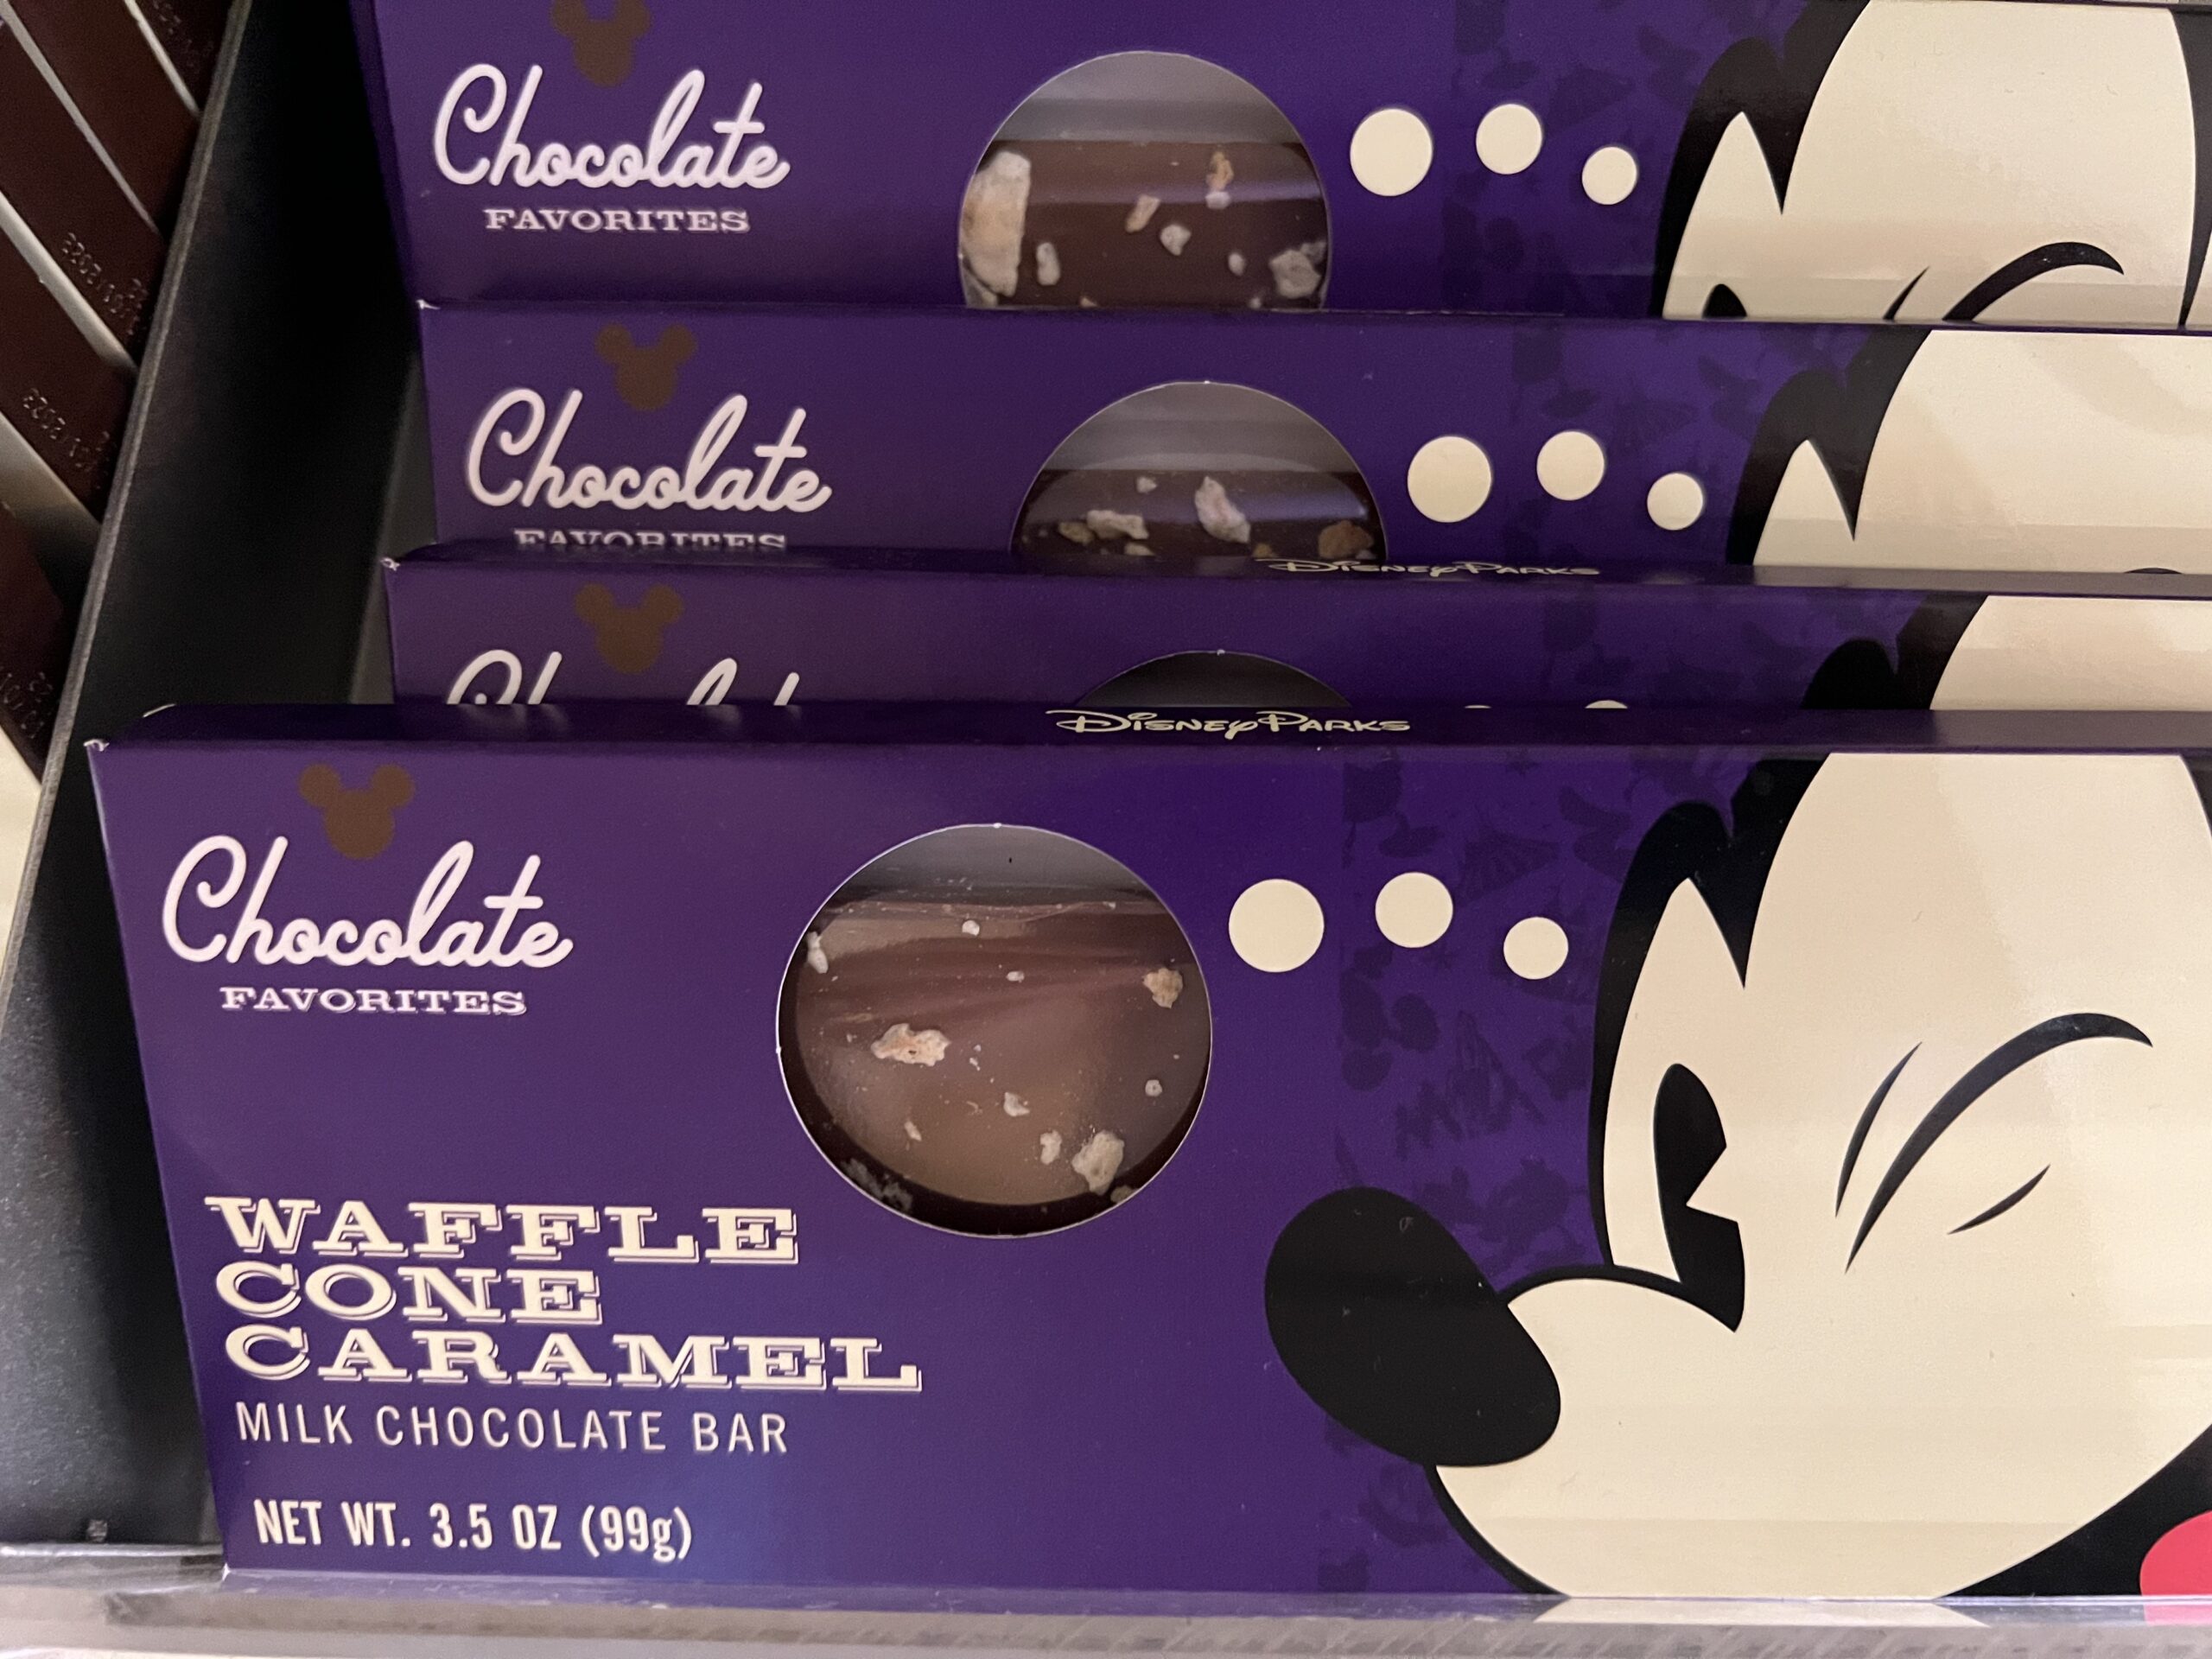 Chocolate
FAVORITES
Chocolate
FAVORITES
DISNEY PARKS
DISNEY PARKS
Chocolate
FAVORITES
WAFFLE
CONE
CARAMEL
MILK CHOCOLATE BAR
NET WT. 3.5 OZ (99g)